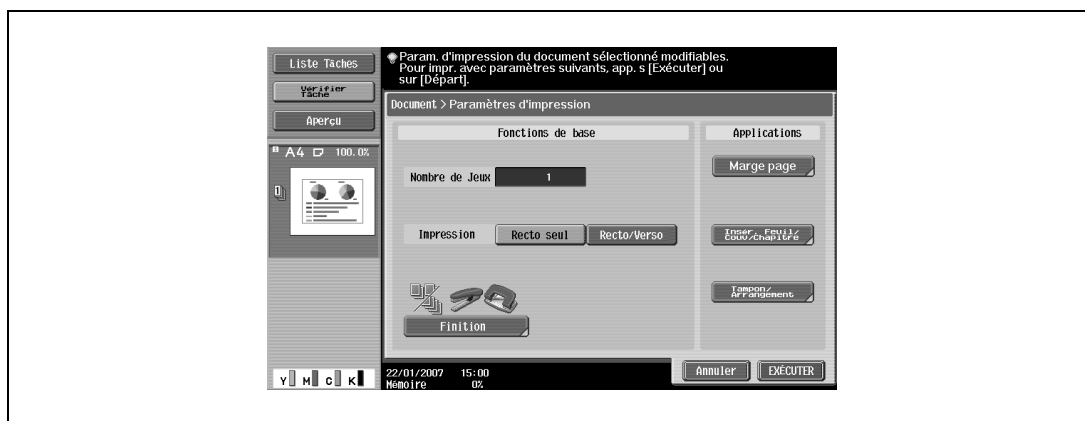 Liste Tâches
Vérifier
Tâche
Aperçu
A4 100.0%
1
Param. d'impression du document sélectionné modifiables.
Pour impr. avec paramètres suivants, app. s [Exécuter] ou
sur [Départ].
Document > Paramètres d'impression
Fonctions de base
Applications
Nombre de Jeux 1
Marge page
Impression Recto seul Recto/Verso
Insér. Feuil/
Couv/Chapitre
Tampon/
Arrangement
Finition
Annuler EXÉCUTER
Y M C K
22/01/2007 15:00
Mémoire 0%